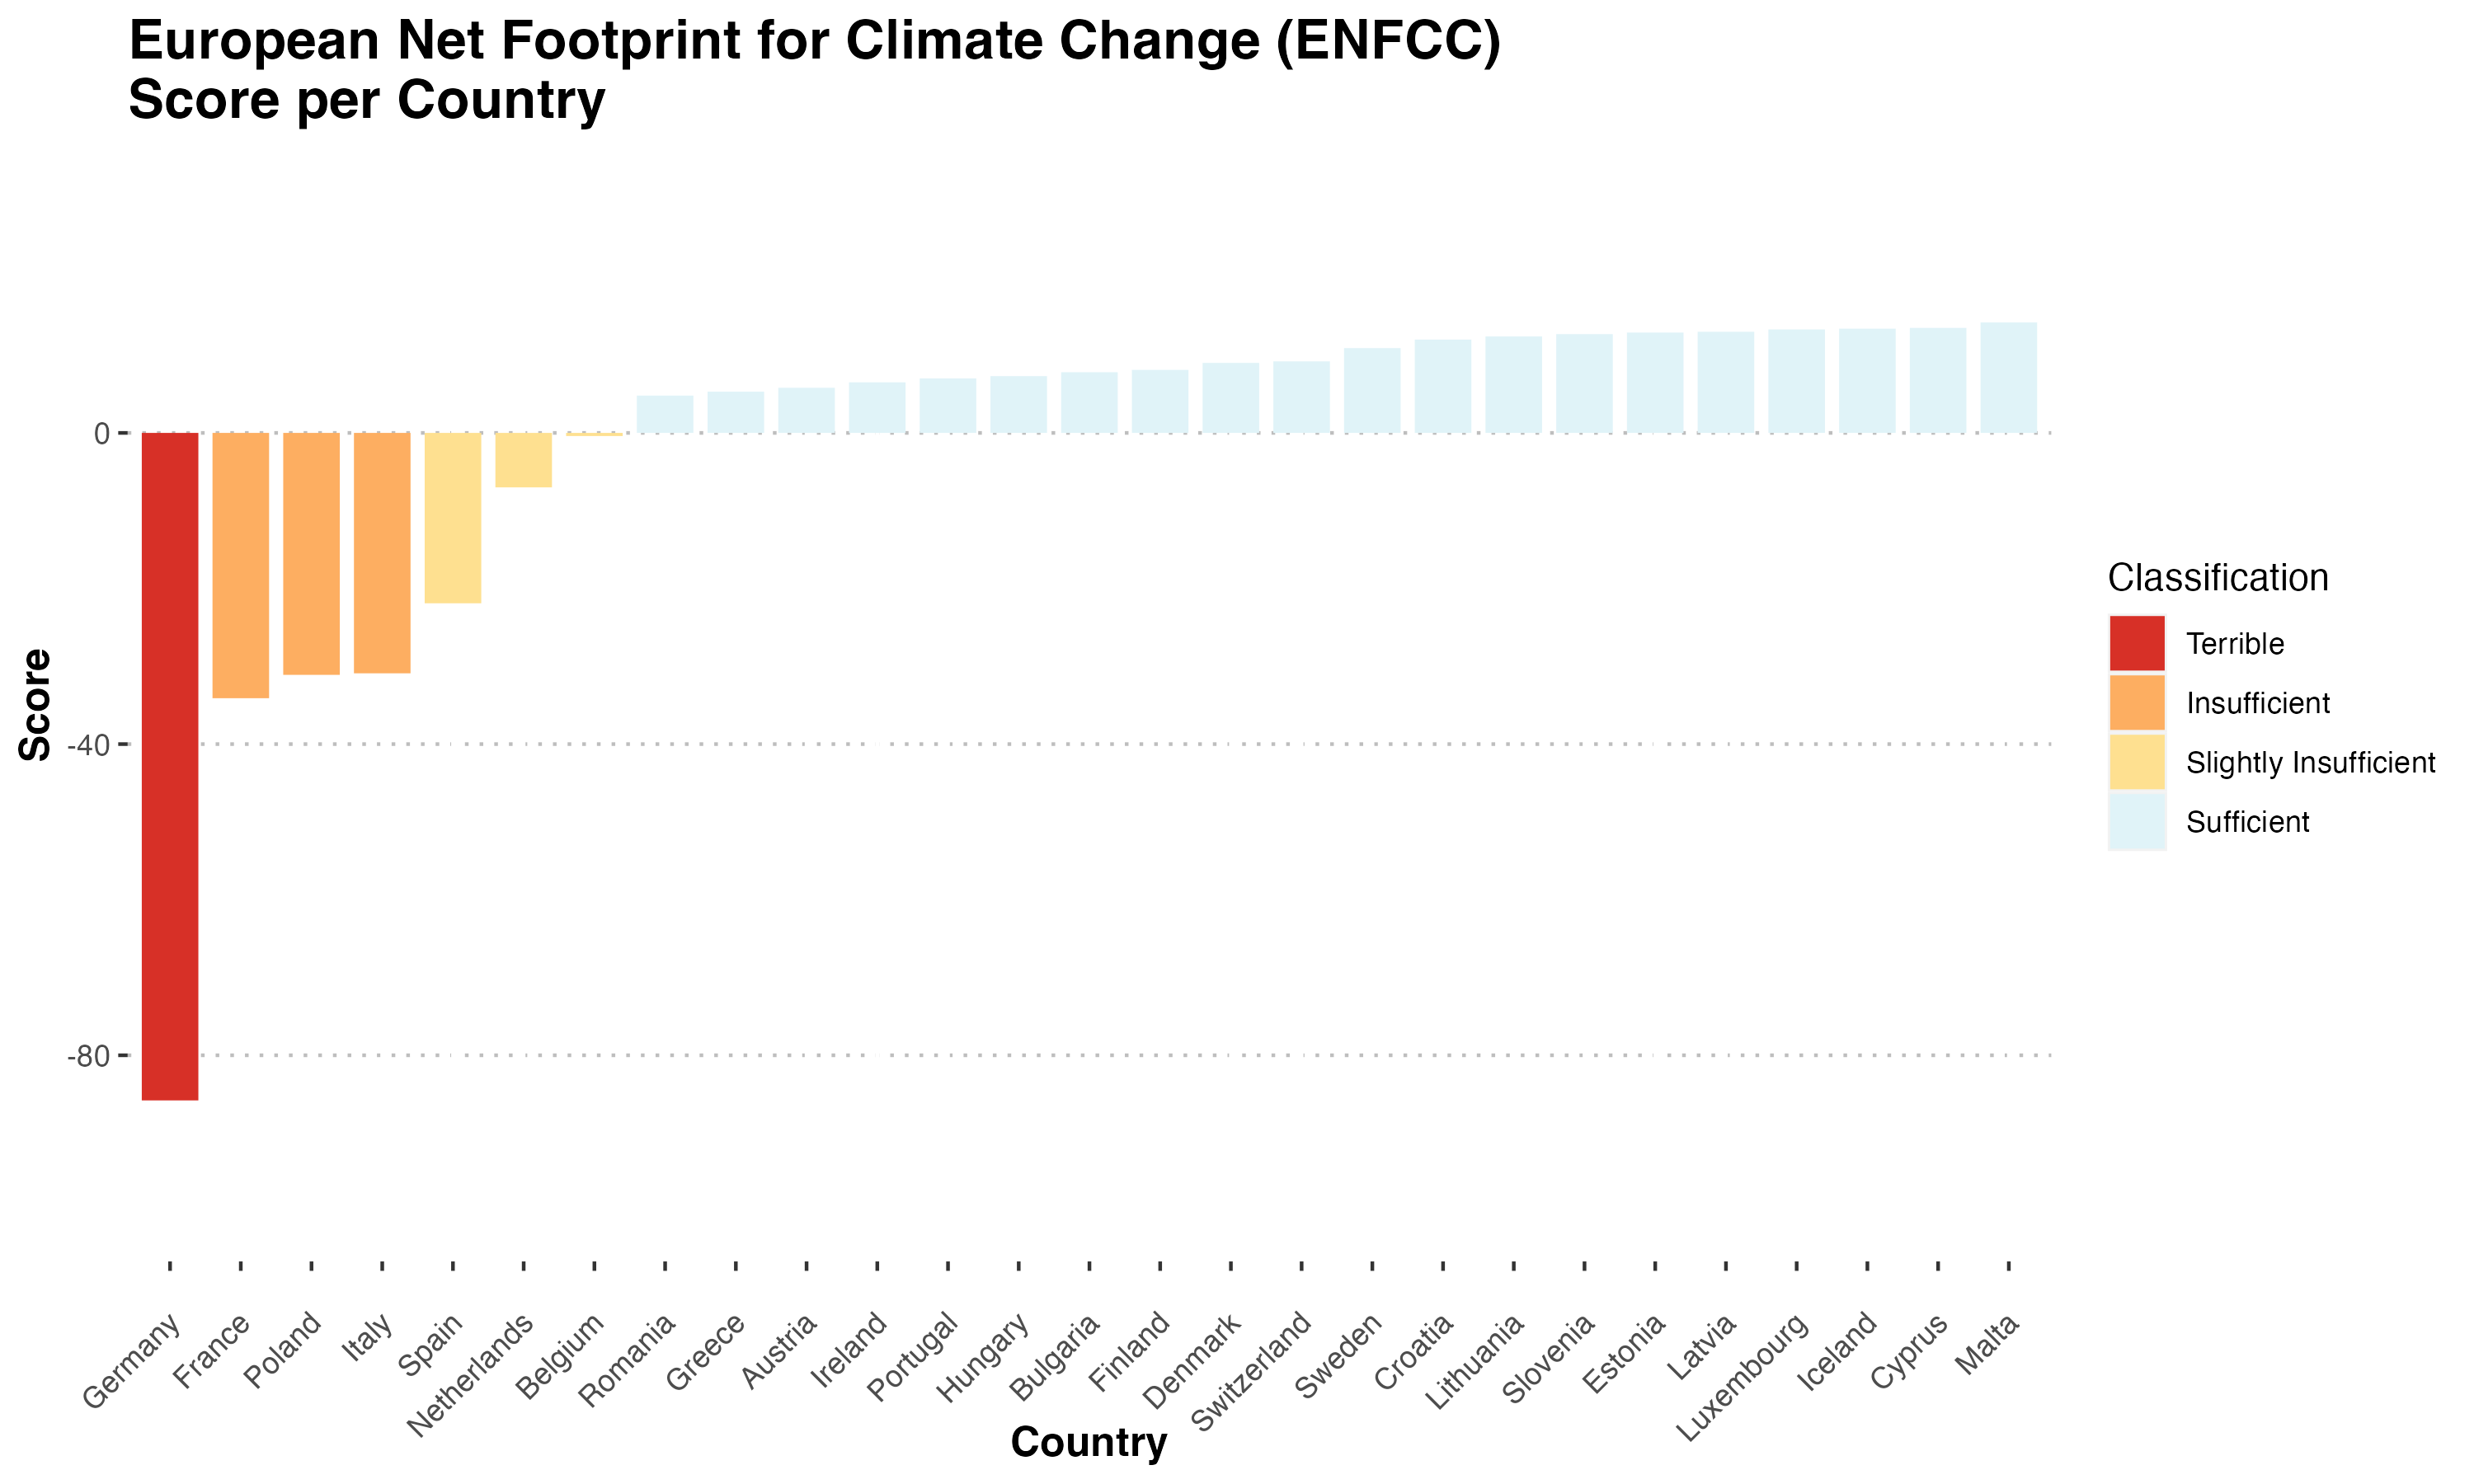 European Net Footprint for Climate Change (ENFCC)
Score per Country
Score
0
-40
-80
Germany
France
Poland
Italy
Spain
Netherlands
Belgium
Romania
Greece
Austria
Ireland
Portugal
Hungary
Bulgaria
Finland
Denmark
Switzerland
Sweden
Croatia
Lithuania
Slovenia
Estonia
Latvia
Luxembourg
Iceland
Cyprus
Malta
Country
Classification
Terrible
Insufficient
Slightly Insufficient
Sufficient